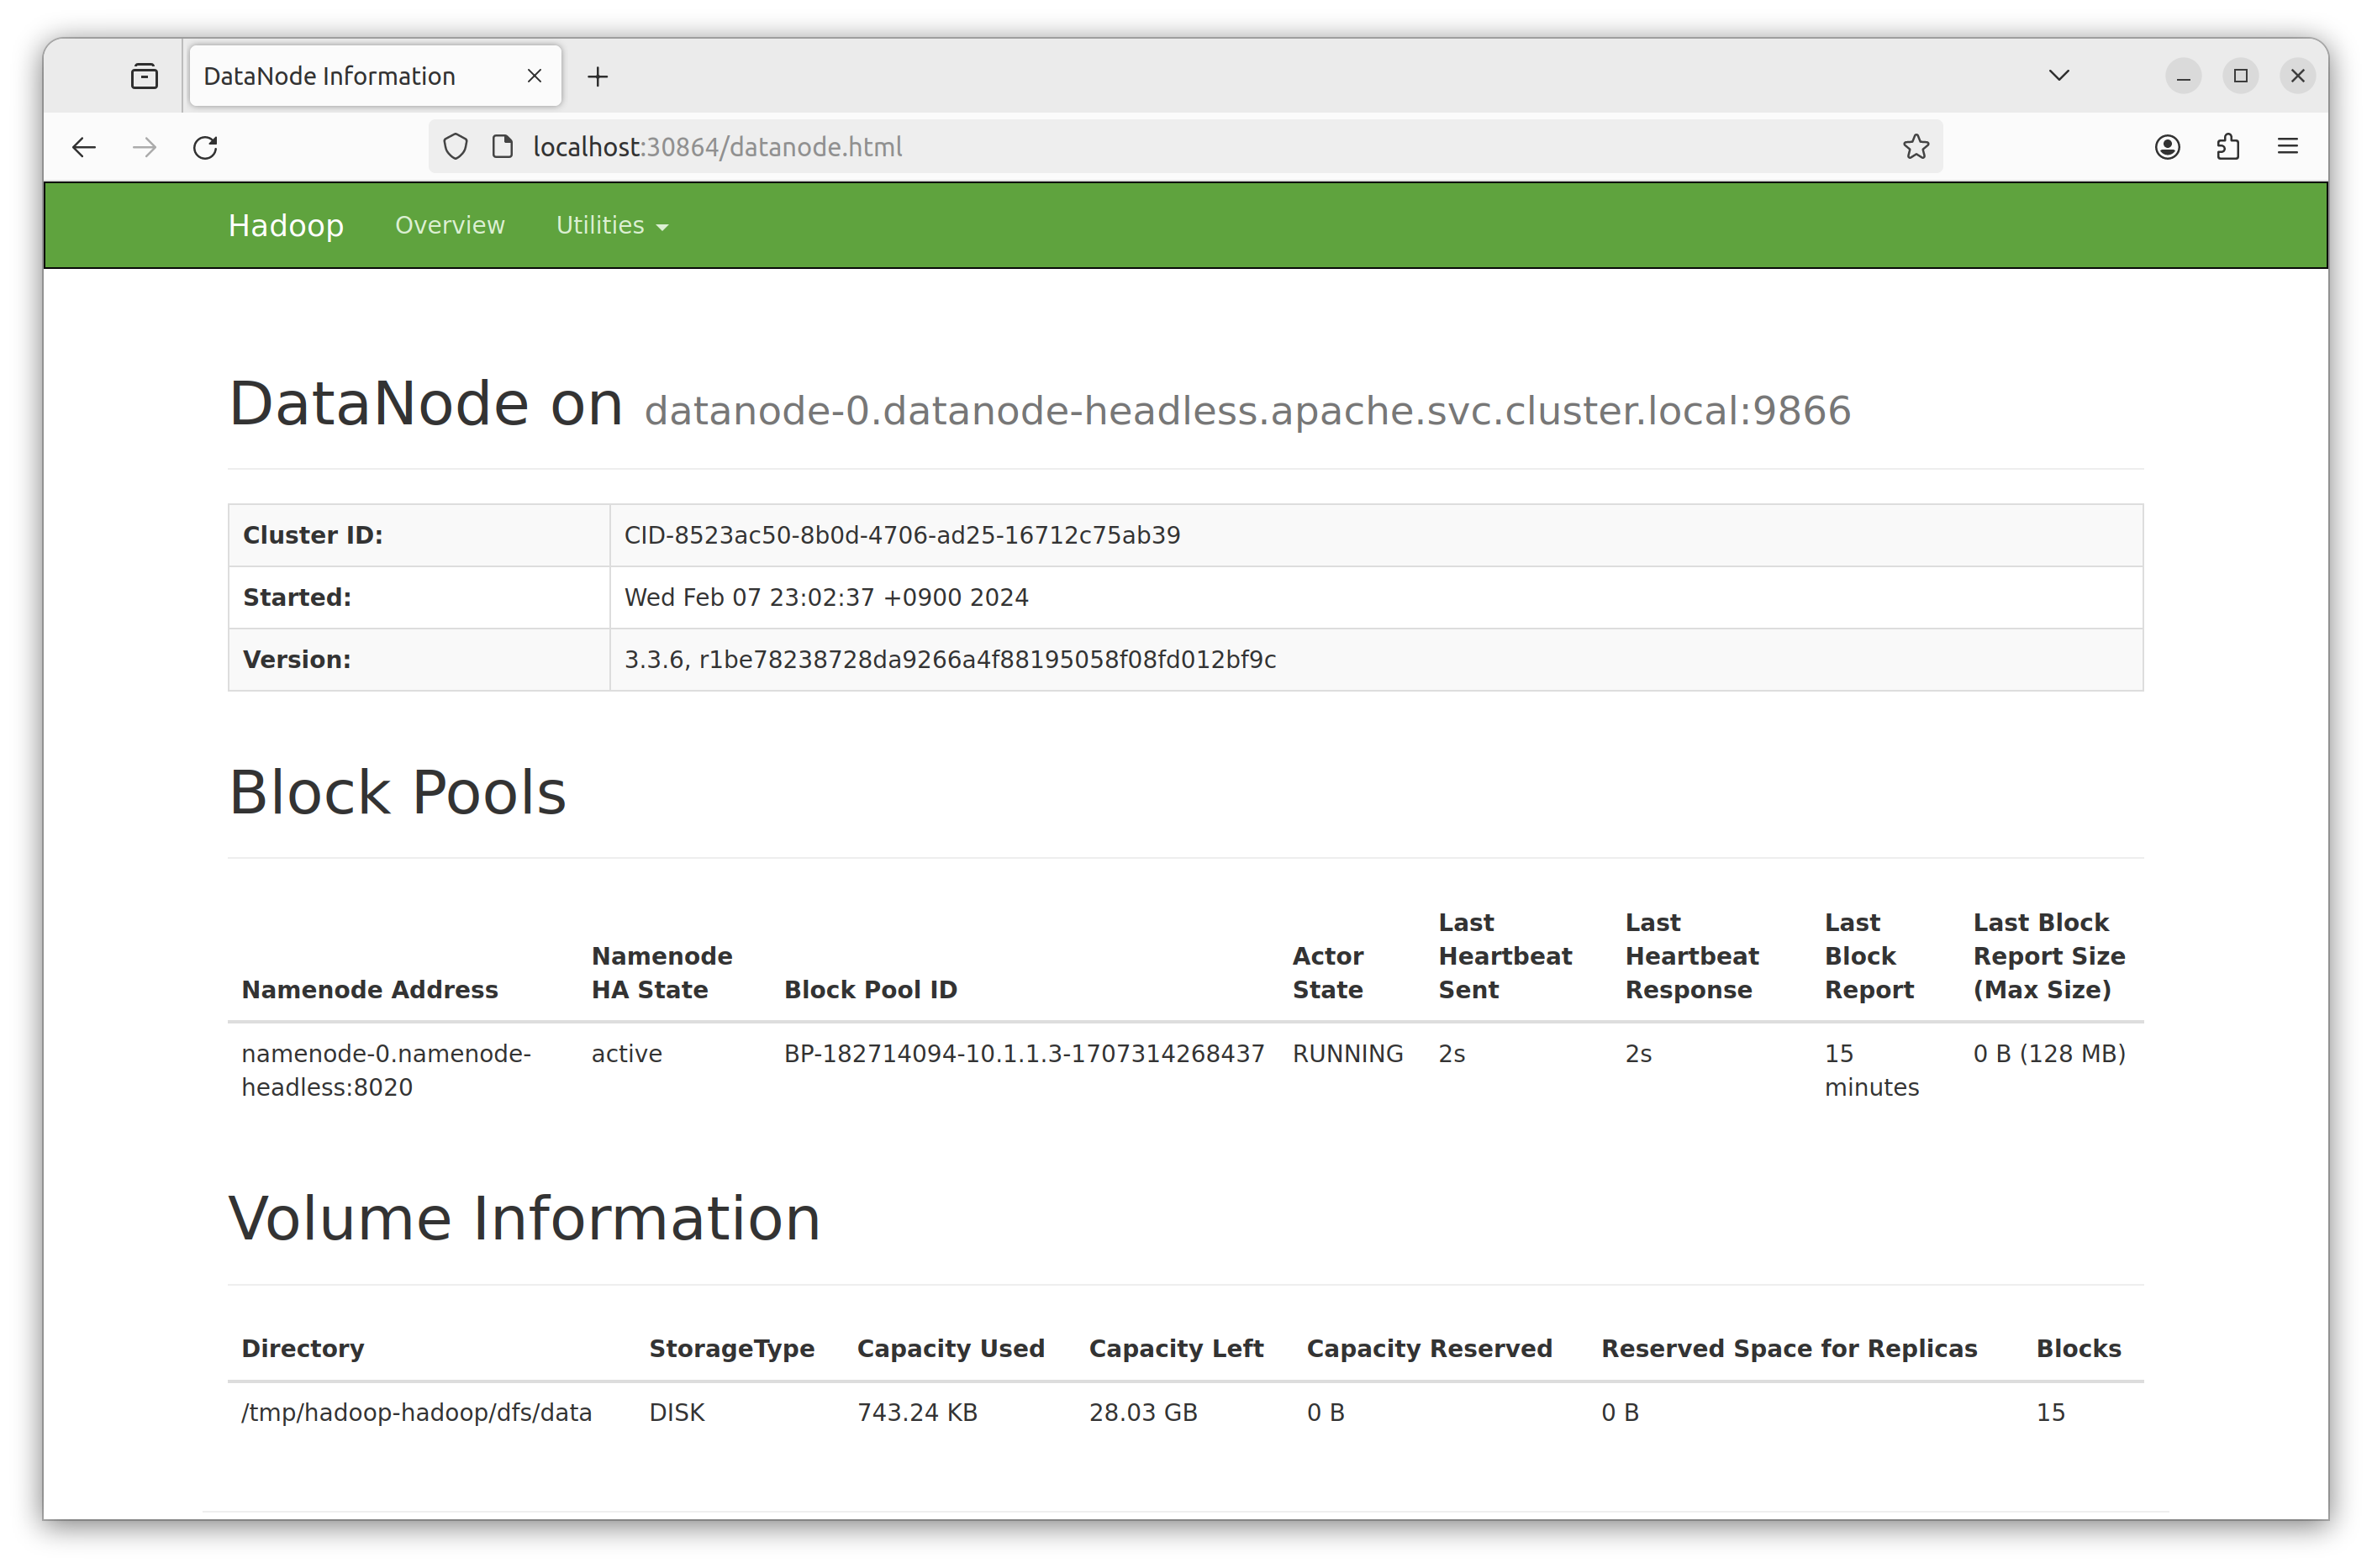 DataNode Information
localhost:30864/datanode.html
Hadoop Overview Utilities
DataNode on datanode-0.datanode-headless.apache.svc.cluster.local:9866
Cluster ID: CID-8523ac50-8b0d-4706-ad25-16712c75ab39
Started: Wed Feb 07 23:02:37 +0900 2024
Version: 3.3.6, r1be78238728da9266a4f88195058f08fd012bf9c
Block Pools
Namenode Address
Namenode
HA State
Block Pool ID
Actor
State
Last
Heartbeat
Sent
Last
Heartbeat
Response
Last
Block
Report
Last Block
Report Size
(Max Size)
namenode-0.namenode-
headless:8020
active
BP-182714094-10.1.1.3-1707314268437
RUNNING
2s
2s
15
minutes
0 B (128 MB)
Volume Information
Directory StorageType Capacity Used Capacity Left Capacity Reserved Reserved Space for Replicas Blocks
/tmp/hadoop-hadoop/dfs/data DISK 743.24 KB 28.03 GB 0 B 0 B 15